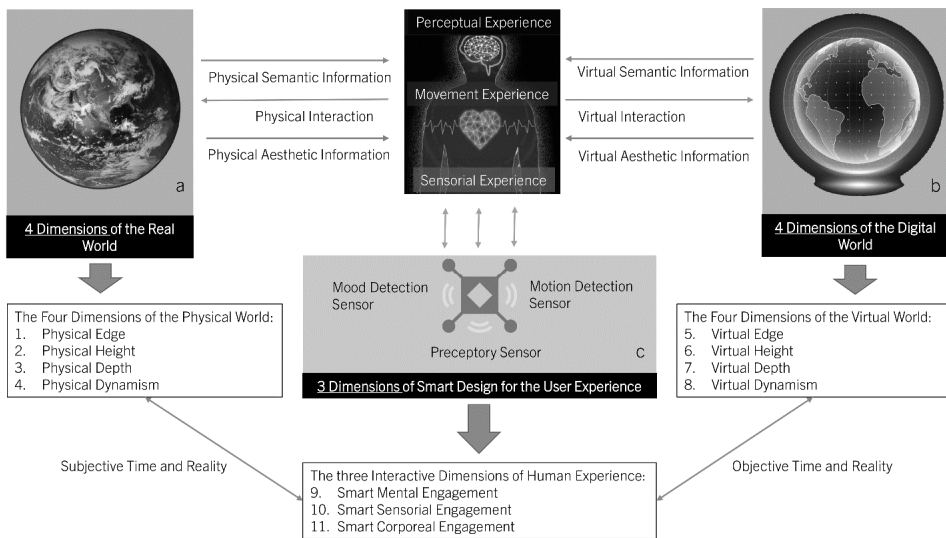 Perceptual Experience
Movement Experience
Sensorial Experience
Physical Semantic Information
Physical Interaction
Physical Aesthetic Information
Virtual Semantic Information
Virtual Interaction
Virtual Aesthetic Information
a
4 Dimensions of the Real
World
b
4 Dimensions of the Digital
World
Mood Detection
Sensor
Motion Detection
Sensor
Preceptory Sensor
C
3 Dimensions of Smart Design for the User Experience
The Four Dimensions of the Physical World:
1. Physical Edge
2. Physical Height
3. Physical Depth
4. Physical Dynamism
The Four Dimensions of the Virtual World:
5. Virtual Edge
6. Virtual Height
7. Virtual Depth
8. Virtual Dynamism
Subjective Time and Reality
Objective Time and Reality
The three Interactive Dimensions of Human Experience:
9. Smart Mental Engagement
10. Smart Sensorial Engagement
11. Smart Corporeal Engagement